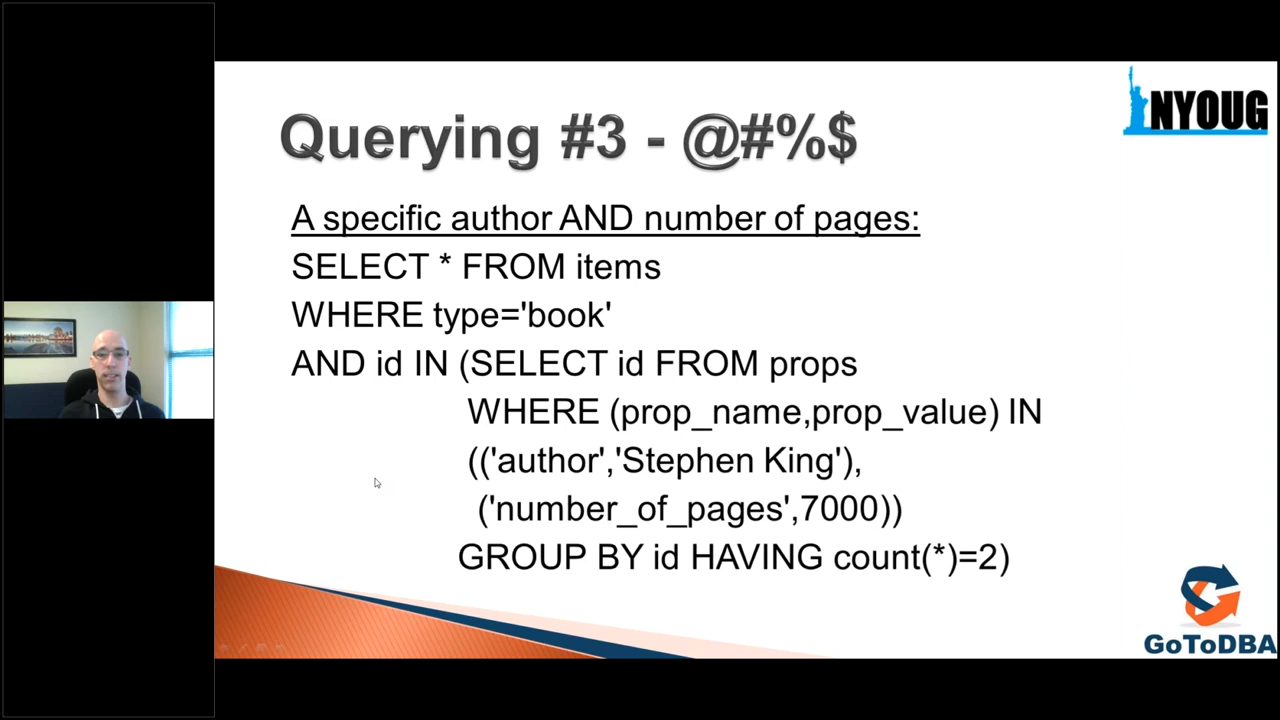 NYOUG
Querying #3 - @#%$
A specific author AND number of pages:
SELECT * FROM items
WHERE type='book'
AND id IN (SELECT id FROM props
WHERE (prop_name,prop_value) IN
(('author','Stephen King'),
('number_of_pages',7000))
GROUP BY id HAVING count(*)=2)
GoToDBA